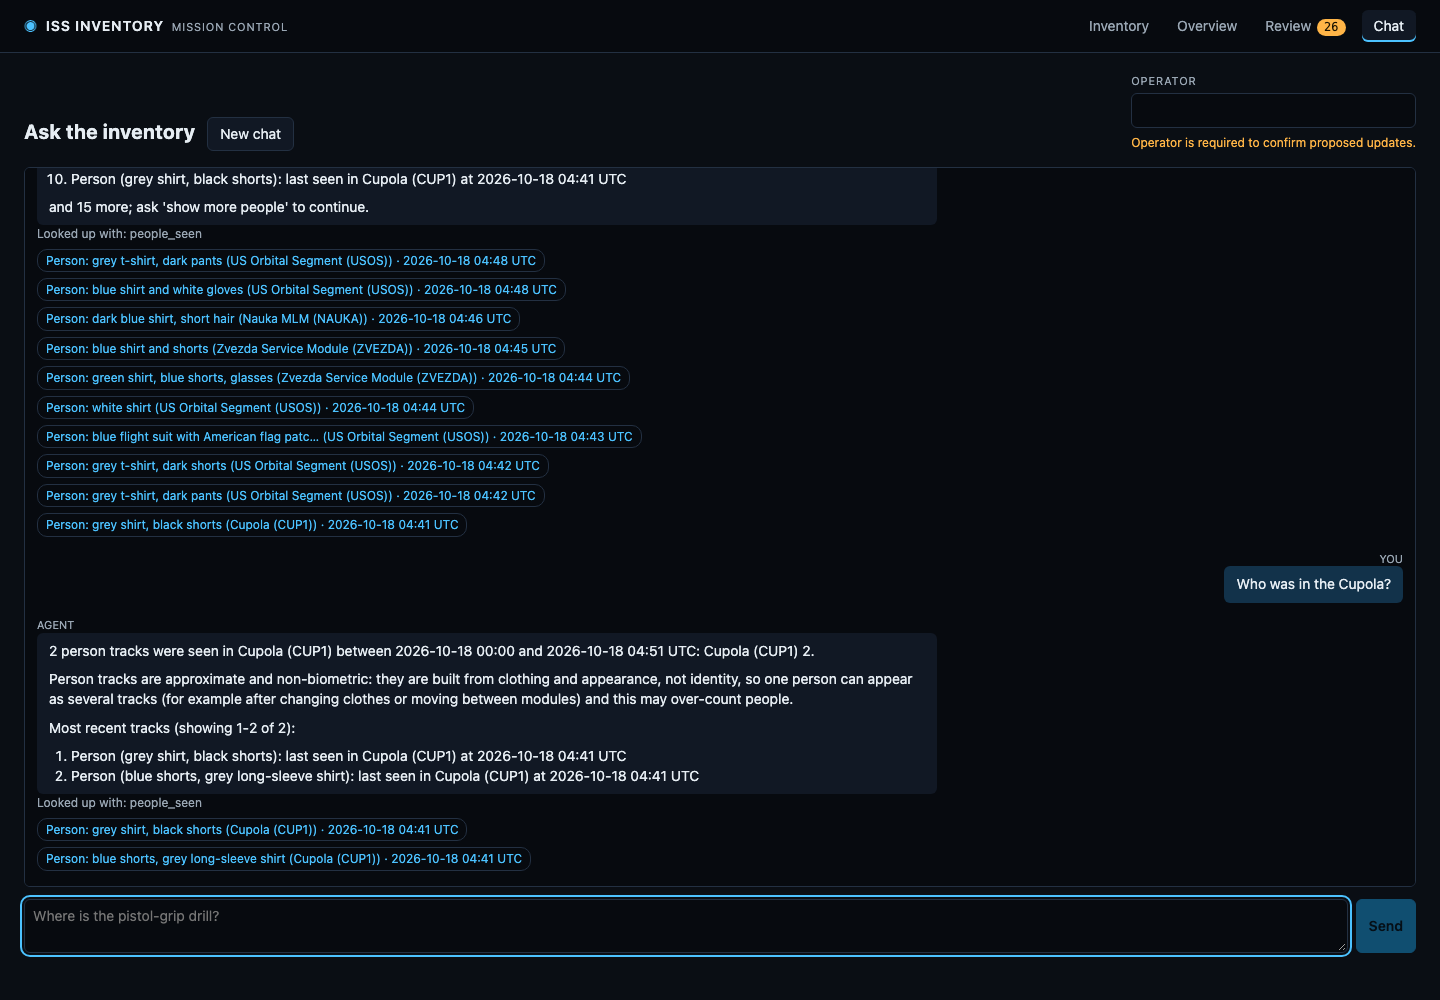 ISS INVENTORY MISSION CONTROL
Inventory Overview Review 26 Chat
OPERATOR
Operator is required to confirm proposed updates.
Ask the inventory New chat
10. Person (grey shirt, black shorts): last seen in Cupola (CUP1) at 2026-10-18 04:41 UTC
and 15 more; ask 'show more people' to continue.
Looked up with: people_seen
Person: grey t-shirt, dark pants (US Orbital Segment (USOS)) · 2026-10-18 04:48 UTC
Person: blue shirt and white gloves (US Orbital Segment (USOS)) · 2026-10-18 04:48 UTC
Person: dark blue shirt, short hair (Nauka MLM (NAUKA)) · 2026-10-18 04:46 UTC
Person: blue shirt and shorts (Zvezda Service Module (ZVEZDA)) · 2026-10-18 04:45 UTC
Person: green shirt, blue shorts, glasses (Zvezda Service Module (ZVEZDA)) · 2026-10-18 04:44 UTC
Person: white shirt (US Orbital Segment (USOS)) · 2026-10-18 04:44 UTC
Person: blue flight suit with American flag patc... (US Orbital Segment (USOS)) · 2026-10-18 04:43 UTC
Person: grey t-shirt, dark shorts (US Orbital Segment (USOS)) · 2026-10-18 04:42 UTC
Person: grey t-shirt, dark pants (US Orbital Segment (USOS)) · 2026-10-18 04:42 UTC
Person: grey shirt, black shorts (Cupola (CUP1)) · 2026-10-18 04:41 UTC
YOU
Who was in the Cupola?
AGENT
2 person tracks were seen in Cupola (CUP1) between 2026-10-18 00:00 and 2026-10-18 04:51 UTC: Cupola (CUP1) 2.
Person tracks are approximate and non-biometric: they are built from clothing and appearance, not identity, so one person can appear
as several tracks (for example after changing clothes or moving between modules) and this may over-count people.
Most recent tracks (showing 1-2 of 2):
1. Person (grey shirt, black shorts): last seen in Cupola (CUP1) at 2026-10-18 04:41 UTC
2. Person (blue shorts, grey long-sleeve shirt): last seen in Cupola (CUP1) at 2026-10-18 04:41 UTC
Looked up with: people_seen
Person: grey shirt, black shorts (Cupola (CUP1)) · 2026-10-18 04:41 UTC
Person: blue shorts, grey long-sleeve shirt (Cupola (CUP1)) · 2026-10-18 04:41 UTC
Where is the pistol-grip drill?
Send